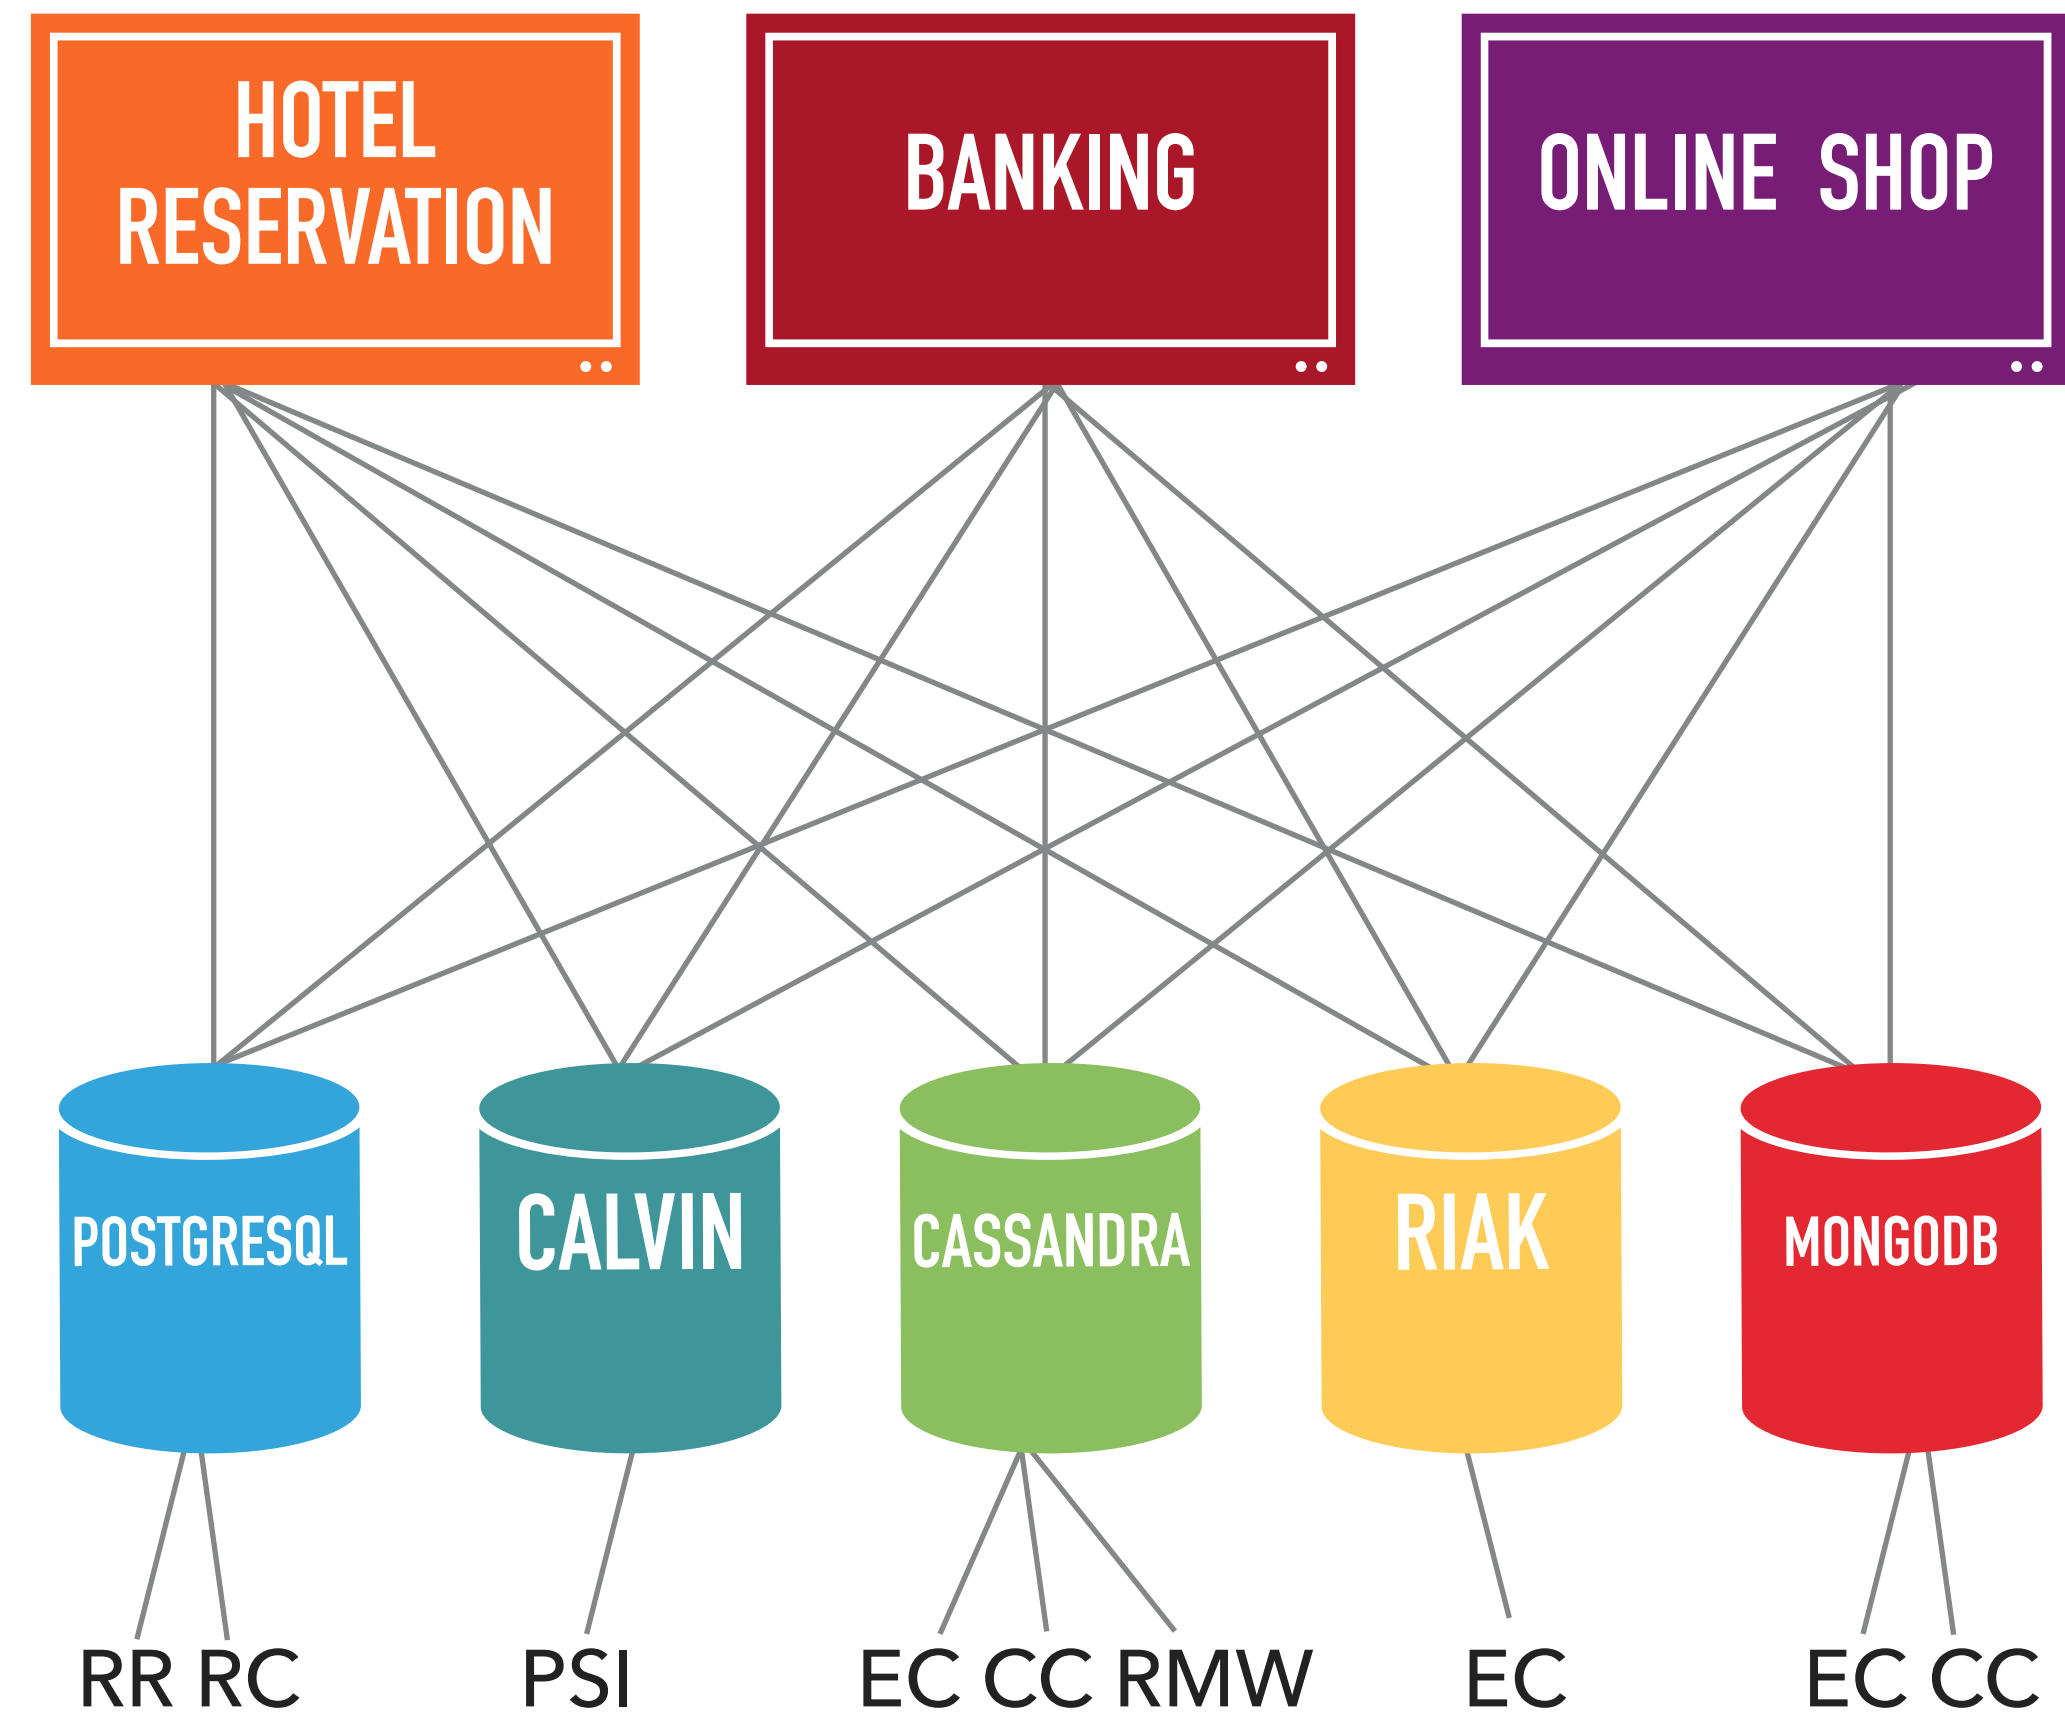 HOTEL
RESERVATION
BANKING
ONLINE SHOP
POSTGRESQL
CALVIN
CASSANDRA
RIAK
MONGODB
RR RC
PSI
EC CC RMW
EC
EC CC